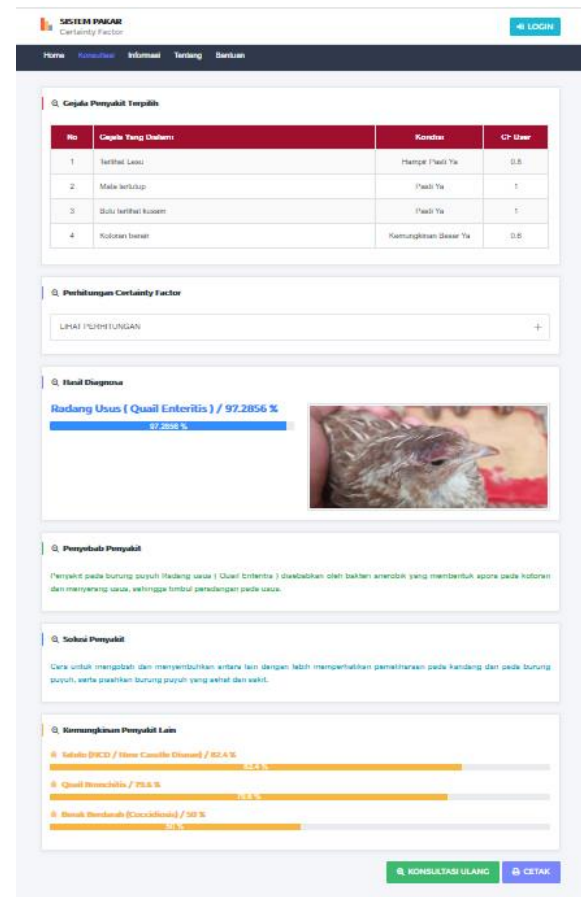 SISTEM PAKAR
Certainty Factor
LOGIN
Home Konsultasi Informasi Tentang Bantuan
Gejala Penyakit Terpilih
No Gejala Yang Dialami Kondisi CF User
1 Terlihat Lesu Hampir Pasti Ya 0.8
2 Mata tertutup Pasti Ya 1
3 Bulu terlihat kusam Pasti Ya 1
4 Kotoran berair Kemungkinan Besar Ya 0.6
Perhitungan Certainty Factor
LIHAT PERHITUNGAN +
Hasil Diagnosa
Radang Usus ( Quail Enteritis ) / 97.2856 %
97.2856 %
Penyebab Penyakit
Penyakit pada burung puyuh Radang usus ( Quail Enteritis ) disebabkan oleh bakteri anerobik yang membentuk spora pada kotoran
dan menyerang usus, sehingga timbul peradangan pada usus.
Solusi Penyakit
Cara untuk mengobati dan menyembuhkan antara lain dengan lebih memperhatikan pemeliharaan pada kandang dan pada burung
puyuh, serta pisahkan burung puyuh yang sehat dan sakit.
Kemungkinan Penyakit Lain
(NCD / New Castle / 82.4 %
82.4 %
Quail Bronchitis / 79.6 %
79.6 %
Berak Berdarah (Coccidiosis) / 50 %
50 %
KONSULTASI ULANG CETAK